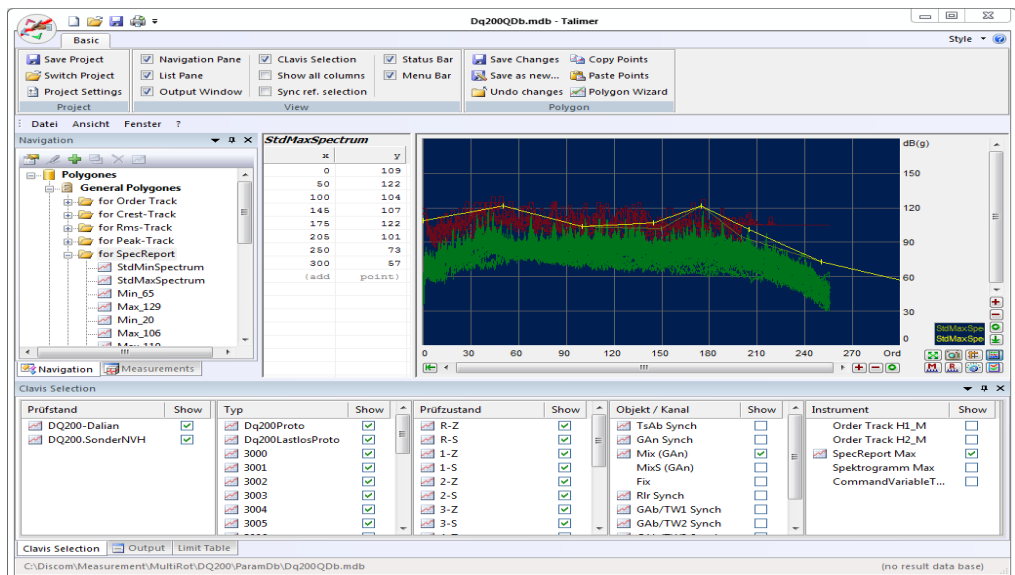 Dq200QDb.mdb - Talimer
Basic
Style
Save Project
Navigation Pane
CLavis Selection
Status Bar
Save Changes
Copy Points
Switch Project
List Pane
Show all columns
Menu Bar
Save as new...
Paste Points
Project Settings
Output Window
Sync ref. selection
Undo changes
Polygon Wizard
Project
View
Polygon
Datei Ansicht Fenster ?
Navigation
Polygones
General Polygones
for Order Track
for Crest-Track
for Rms-Track
for Peak-Track
for SpecReport
StdMinSpectrum
StdMaxSpectrum
Min_65
Max_129
Min_20
Max_106
Navigation
Measurements
StdMaxSpectrum
x y
0 109
50 122
100 104
145 107
175 122
205 101
250 73
300 57
(add point)
dB(g)
150
120
90
60
30
0
StdMaxSpe
StdMaxSpe
0 30 60 90 120 150 180 210 240 270 Ord
M R
Clavis Selection
Prüfstand Show
DQ200-Dalian
DQ200.SonderNVH
Typ Show
Dq200Proto
Dq200LastlosProto
3000
3001
3002
3003
3004
3005
Prüfzustand Show
R-Z
R-S
1-Z
1-S
2-Z
2-S
3-Z
3-S
Objekt / Kanal Show
TsAb Synch
GAn Synch
Mix (GAn)
MixS (GAn)
Fix
RIr Synch
GAb/TW1 Synch
GAb/TW2 Synch
Instrument Show
Order Track H1_M
Order Track H2_M
SpecReport Max
Spektrogramm Max
CommandVariableT...
Clavis Selection
Output
Limit Table
C:\Discom\Measurement\MultiRot\DQ200\ParamDb\Dq200QDb.mdb
(no result data base)